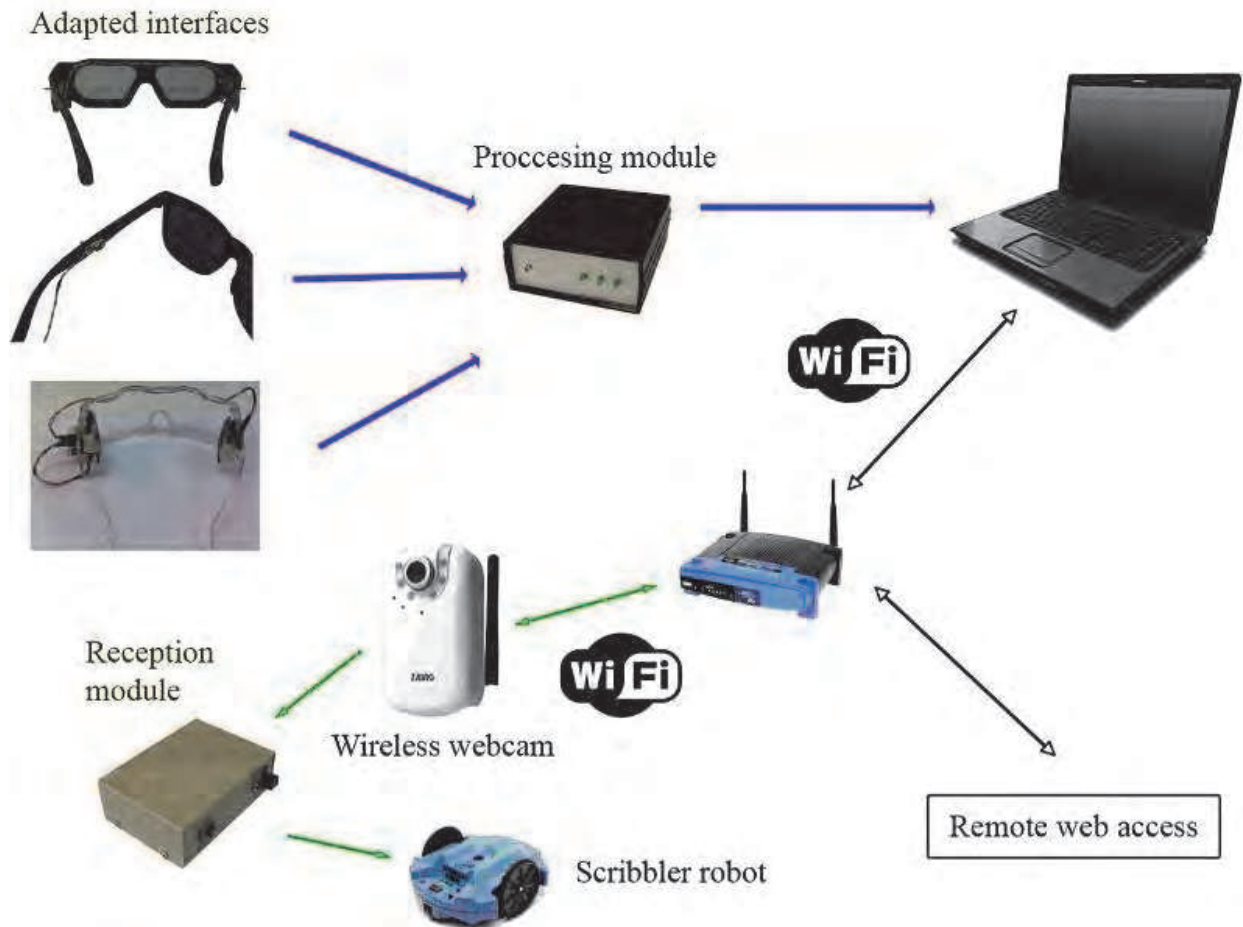 Adapted interfaces
Proccesing module
Wi Fi
Wi Fi
Reception
module
Wireless webcam
Remote web access
Scribbler robot